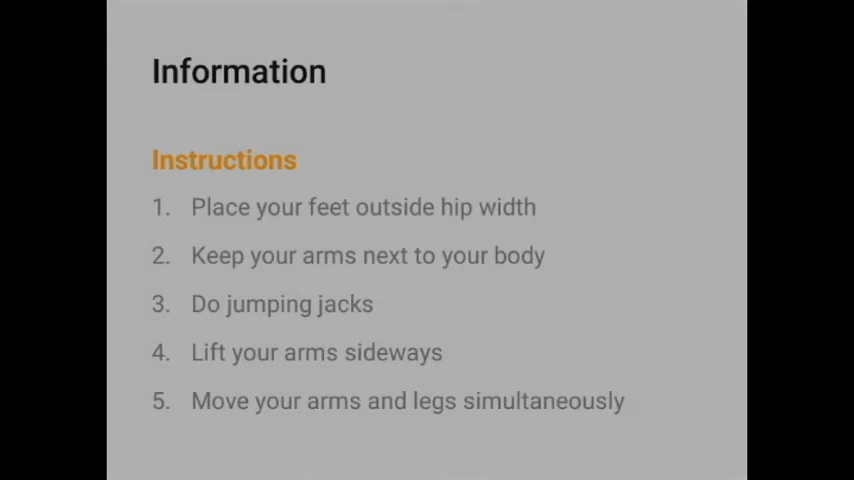 Information
Instructions
1. Place your feet outside hip width
2. Keep your arms next to your body
3. Do jumping jacks
4. Lift your arms sideways
5. Move your arms and legs simultaneously